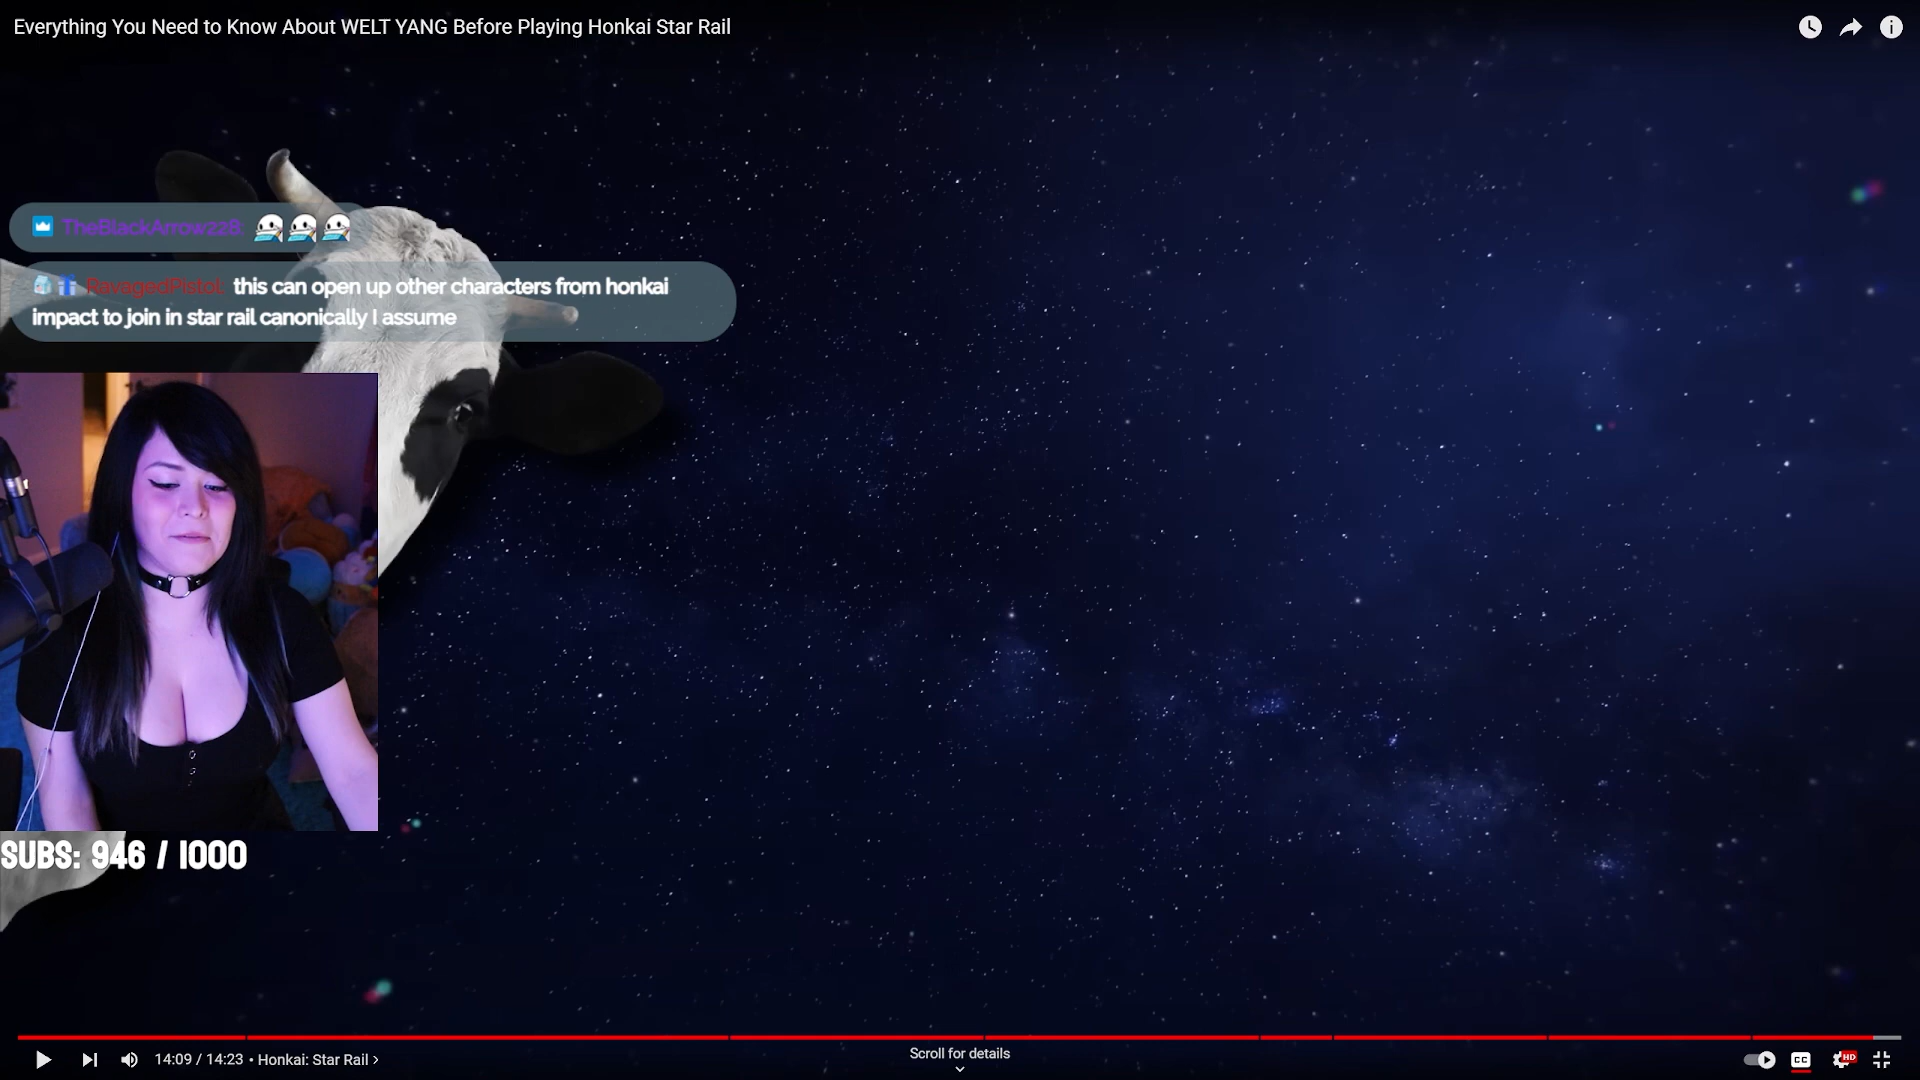 Everything You Need to Know About WELT YANG Before Playing Honkai Star Rail
TheBlackArrow228:
RavagedPistol: this can open up other characters from honkai
impact to join in star rail canonically I assume
SUBS: 946 / 1000
Scroll for details
14:09 / 14:23 • Honkai: Star Rail ›
CC
HD